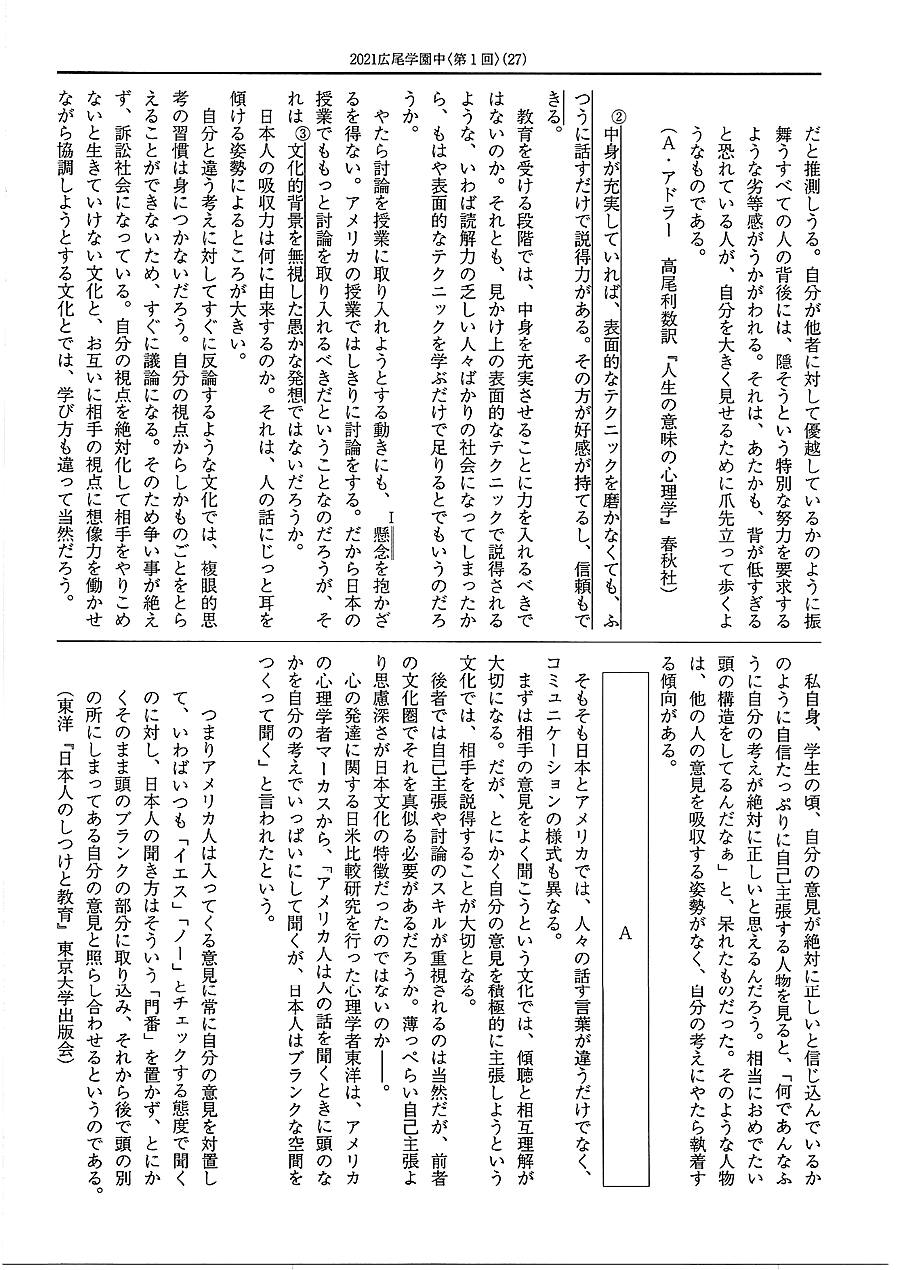 2021広尾学園中〈第1回〉(27)
だと推測しうる。自分が他者に対して優越しているかのように振
舞うすべての人の背後には、隠そうという特別な努力を要求する
ような劣等感がうかがわれる。それは、あたかも、背が低すぎる
と恐れている人が、自分を大きく見せるために爪先立って歩くよ
うなものである。
(A・アドラー　高尾利数訳『人生の意味の心理学』春秋社)
②中身が充実していれば、表面的なテクニックを磨かなくても、ふ
つうに話すだけで説得力がある。その方が好感が持てるし、信頼もで
きる。
教育を受ける段階では、中身を充実させることに力を入れるべきで
はないのか。それとも、見かけ上の表面的なテクニックで説得される
ような、いわば読解力の乏しい人々ばかりの社会になってしまったか
ら、もはや表面的なテクニックを学ぶだけで足りるとでもいうのだろ
うか。
やたら討論を授業に取り入れようとする動きにも、Ⅰ懸念を抱かざ
るを得ない。アメリカの授業ではしきりに討論をする。だから日本の
授業でももっと討論を取り入れるべきだということなのだろうが、そ
れは③文化的背景を無視した愚かな発想ではないだろうか。
日本人の吸収力は何に由来するのか。それは、人の話にじっと耳を
傾ける姿勢によるところが大きい。
自分と違う考えに対してすぐに反論するような文化では、複眼的思
考の習慣は身につかないだろう。自分の視点からしかものごとをとら
えることができないため、すぐに議論になる。そのため争い事が絶え
ず、訴訟社会になっている。自分の視点を絶対化して相手をやりこめ
ないと生きていけない文化と、お互いに相手の視点に想像力を働かせ
ながら協調しようとする文化とでは、学び方も違って当然だろう。
私自身、学生の頃、自分の意見が絶対に正しいと信じ込んでいるか
のように自信たっぷりに自己主張する人物を見ると、「何であんなふ
うに自分の考えが絶対に正しいと思えるんだろう。相当におめでたい
頭の構造をしてるんだなぁ」と、呆れたものだった。そのような人物
は、他の人の意見を吸収する姿勢がなく、自分の考えにやたら執着す
る傾向がある。
A
そもそも日本とアメリカでは、人々の話す言葉が違うだけでなく、
コミュニケーションの様式も異なる。
まずは相手の意見をよく聞こうという文化では、傾聴と相互理解が
大切になる。だが、とにかく自分の意見を積極的に主張しようという
文化では、相手を説得することが大切となる。
後者では自己主張や討論のスキルが重視されるのは当然だが、前者
の文化圏でそれを真似る必要があるだろうか。薄っぺらい自己主張よ
り思慮深さが日本文化の特徴だったのではないのか――。
心の発達に関する日米比較研究を行った心理学者東洋は、アメリカ
の心理学者マーカスから、「アメリカ人は人の話を聞くときに頭のな
かを自分の考えでいっぱいにして聞くが、日本人はブランクな空間を
つくって聞く」と言われたという。
つまりアメリカ人は入ってくる意見に常に自分の意見を対置し
て、いわばいつも「イエス」「ノー」とチェックする態度で聞く
のに対し、日本人の聞き方はそういう「門番」を置かず、とにか
くそのまま頭のブランクの部分に取り込み、それから後で頭の別
の所にしまってある自分の意見と照らし合わせるというのである。
(東洋『日本人のしつけと教育』東京大学出版会)